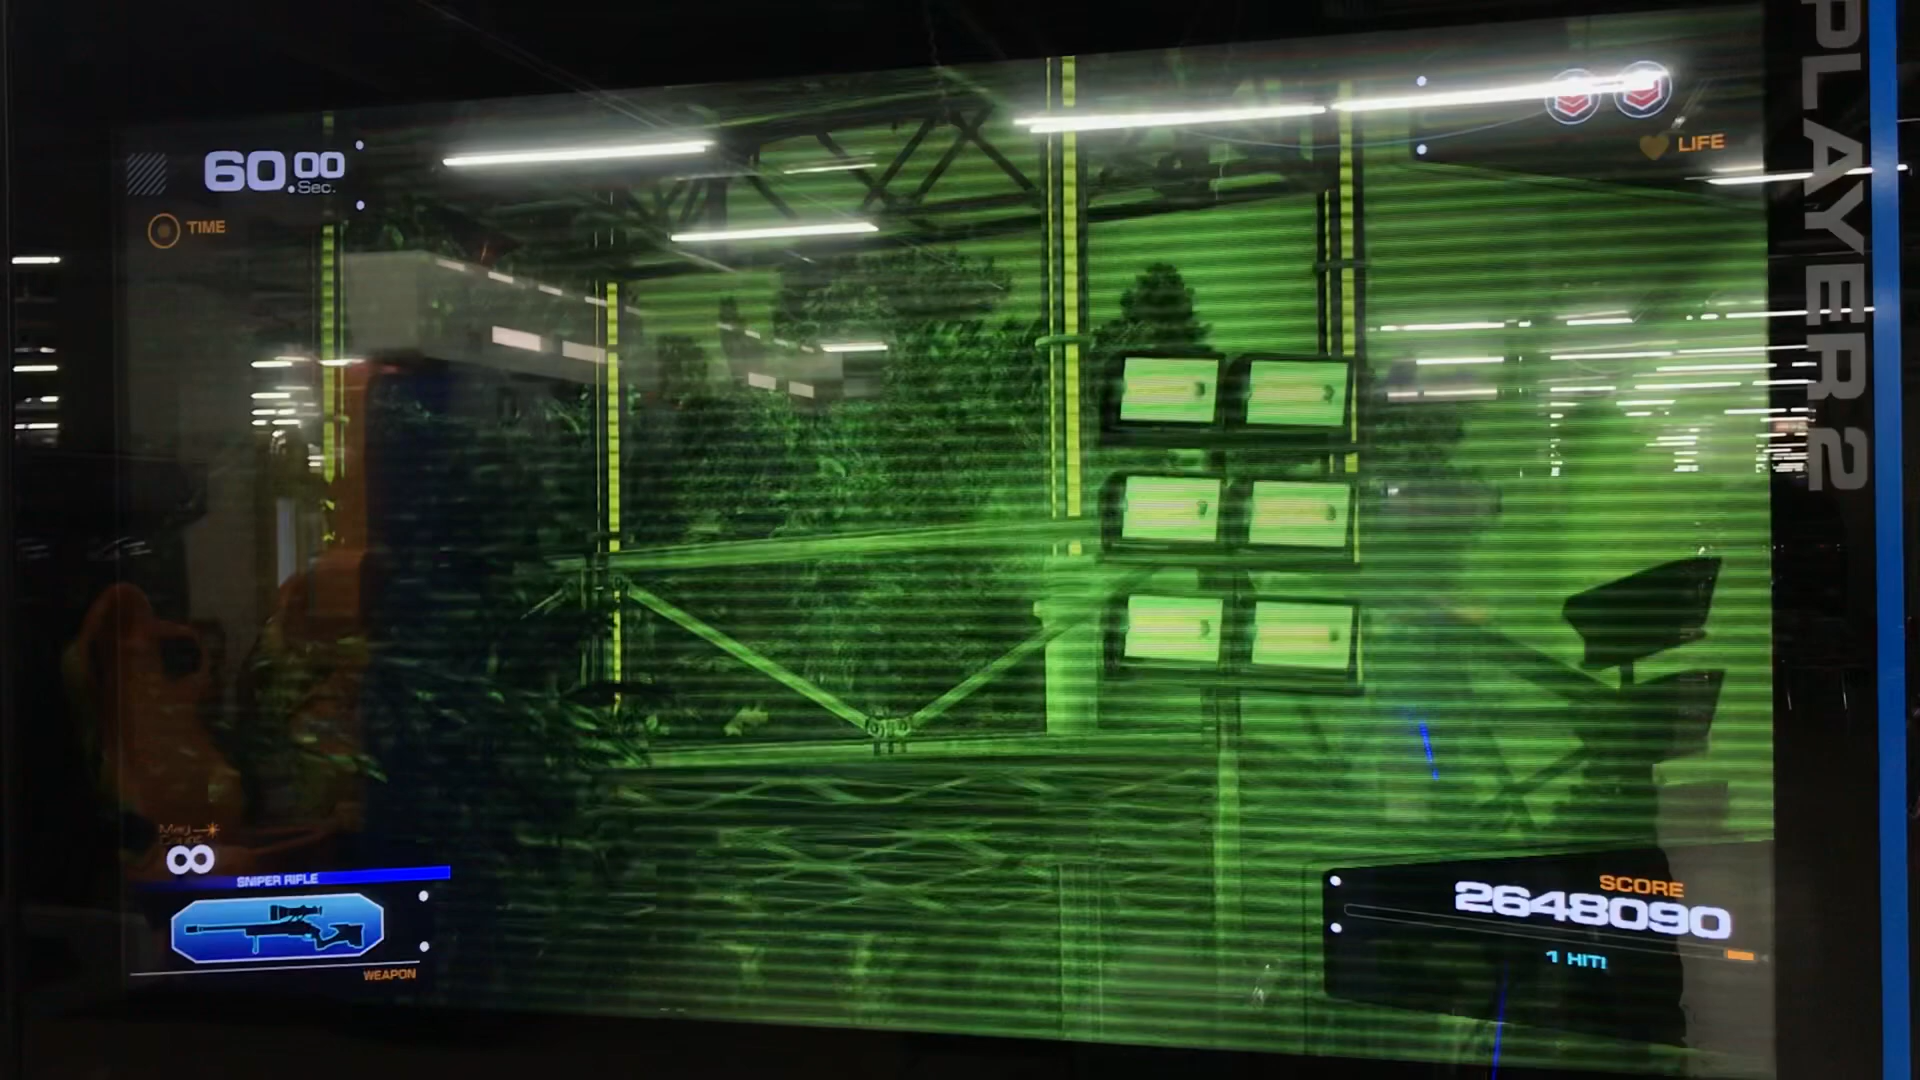 60.00
Sec.
TIME
LIFE
PLAYER 2
∞
SNIPER RIFLE
WEAPON
SCORE
2648090
1 HIT!